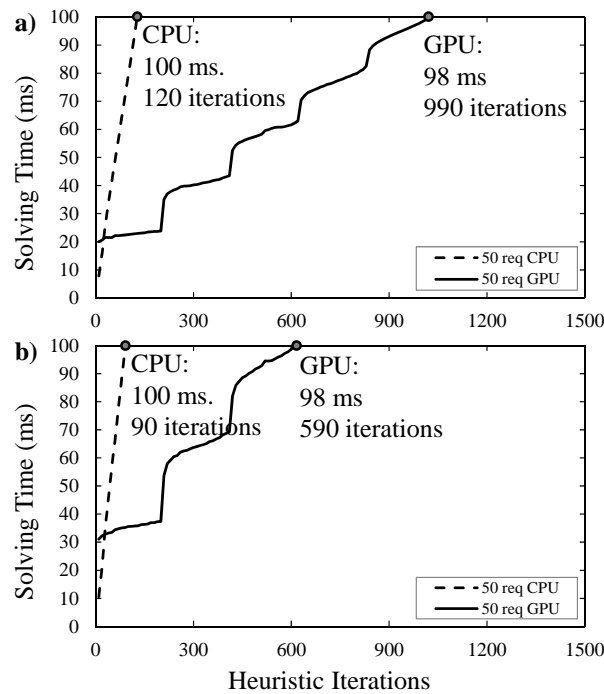 a)
Solving Time (ms)
100
90
80
70
60
50
40
30
20
10
0
CPU:
100 ms.
120 iterations
GPU:
98 ms
990 iterations
50 req CPU
50 req GPU
0 300 600 900 1200 1500
b)
Solving Time (ms)
100
90
80
70
60
50
40
30
20
10
0
CPU:
100 ms.
90 iterations
GPU:
98 ms
590 iterations
50 req CPU
50 req GPU
0 300 600 900 1200 1500
Heuristic Iterations